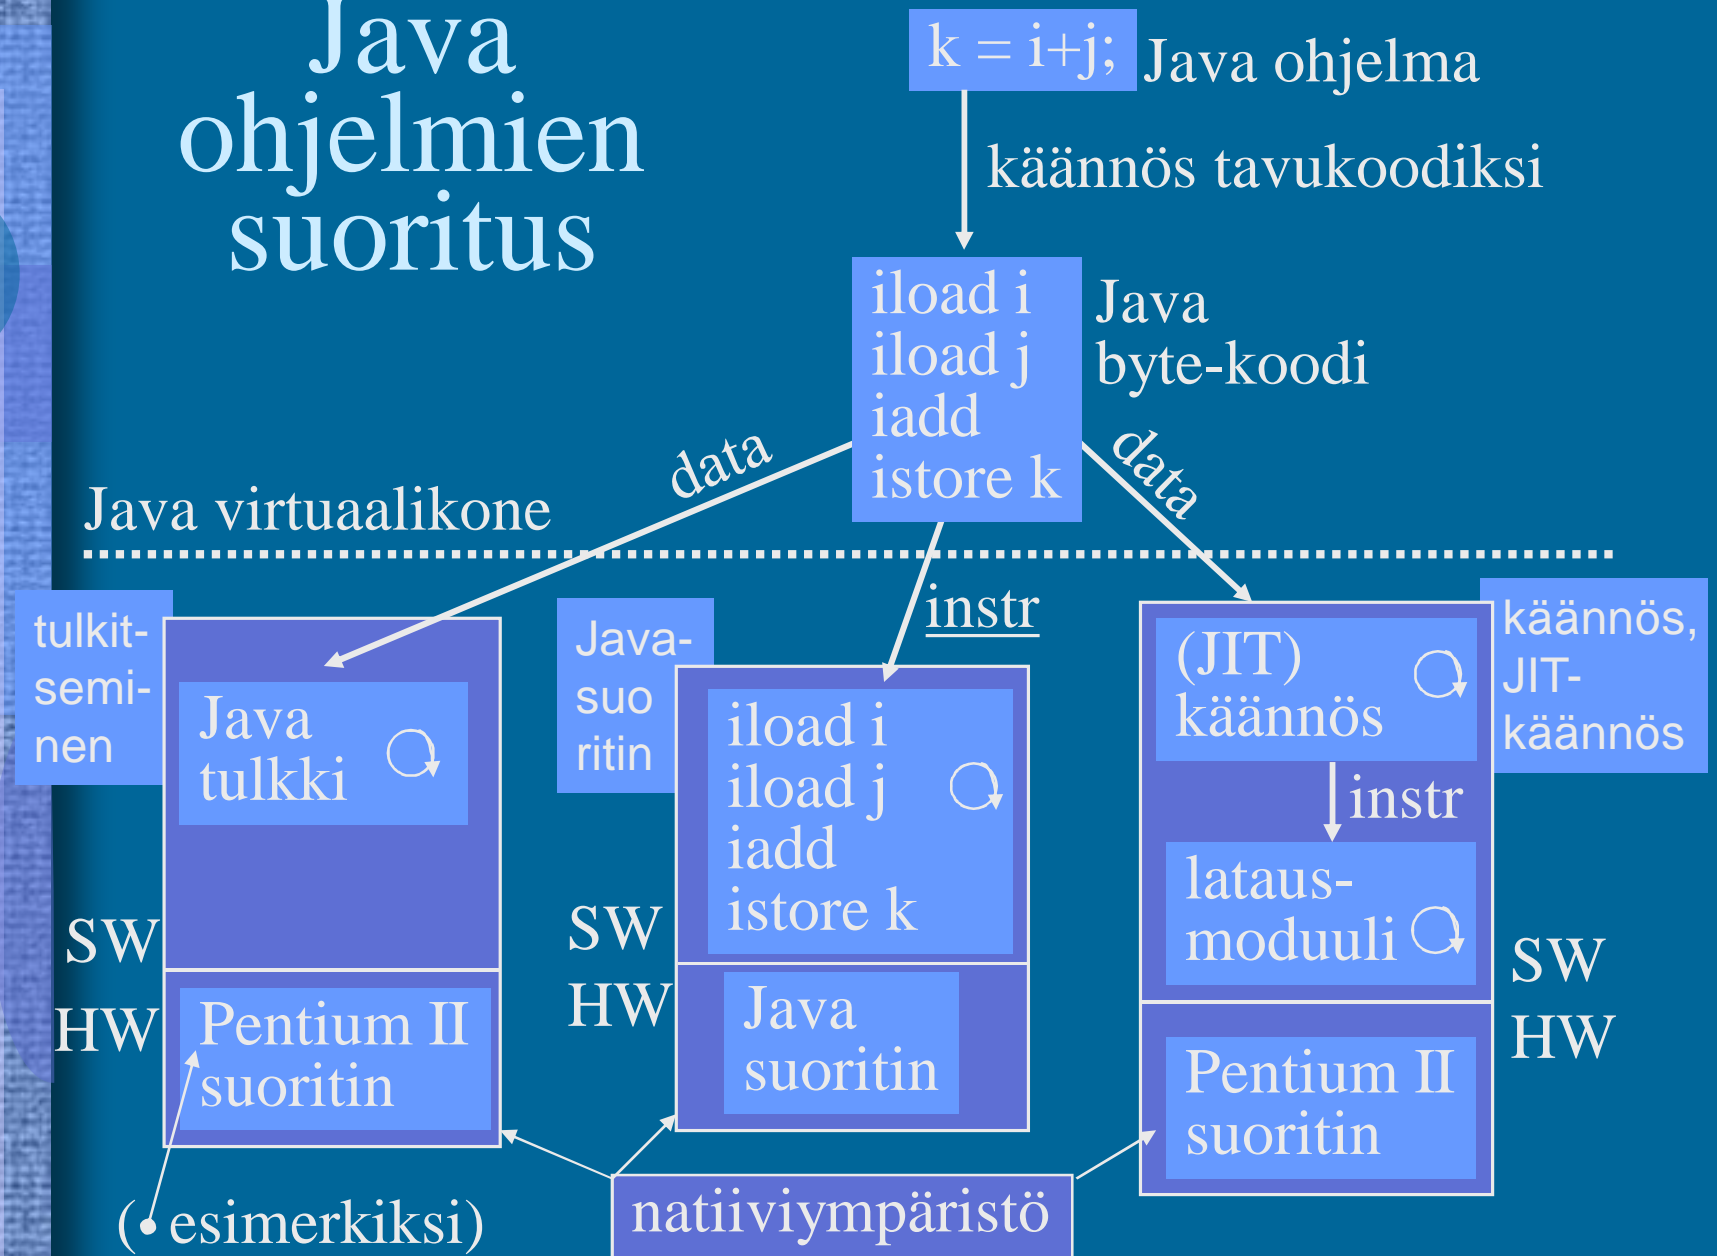 Java
ohjelmien
suoritus
k = i+j;
Java ohjelma
käännös tavukoodiksi
iload i
iload j
iadd
istore k
Java
byte-koodi
data
data
Java virtuaalikone
instr
tulkit-
semi-
nen
Java
tulkki
SW
HW
Pentium II
suoritin
(• esimerkiksi)
Java-
suo
ritin
iload i
iload j
iadd
istore k
SW
HW
Java
suoritin
natiiviympäristö
(JIT)
käännös
käännös,
JIT-
käännös
instr
lataus-
moduuli
SW
HW
Pentium II
suoritin